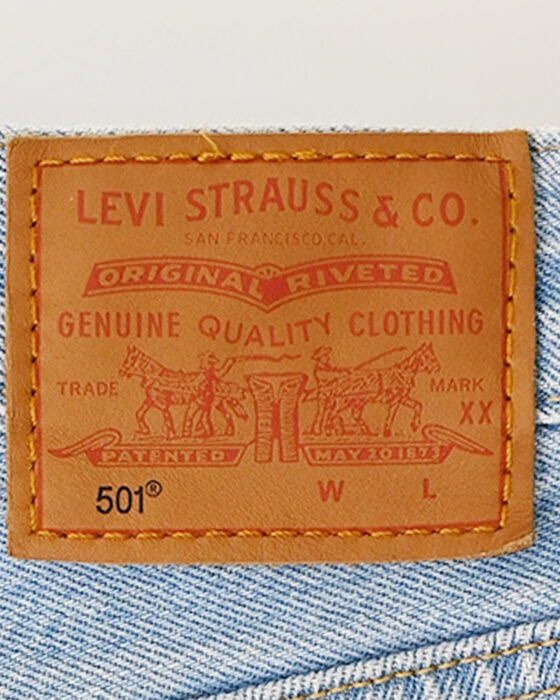 LEVI STRAUSS & CO.
SAN FRANCISCO, CAL.
ORIGINAL RIVETED
GENUINE QUALITY CLOTHING
TRADE MARK
XX
PATENTED MAY 20 1873
501® W L